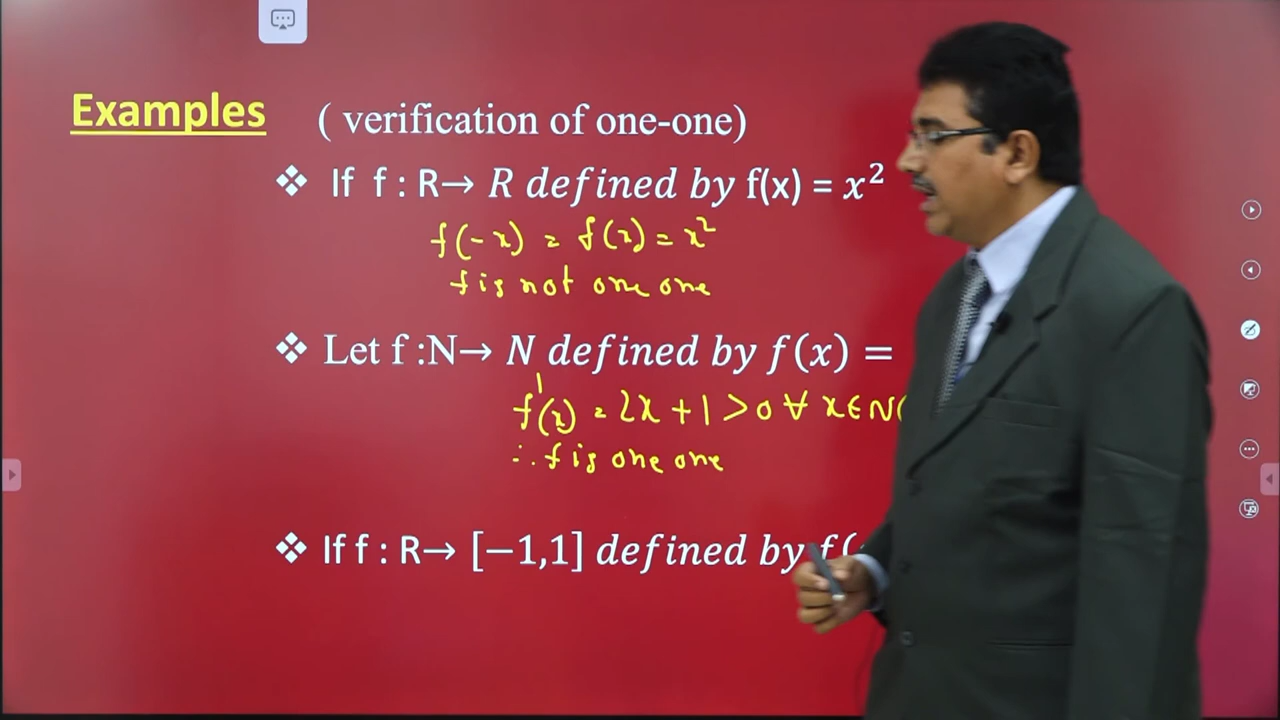 Examples ( verification of one-one)
❖ If f : R→ R defined by f(x) = x²
f(-x) = f(x) = x²
f is not one one
❖ Let f :N→ N defined by f(x) =
f'(x) = 2x + 1 > 0 ∀ x ∈ N
∴ f is one one
❖ If f : R→ [−1,1] defined by f(